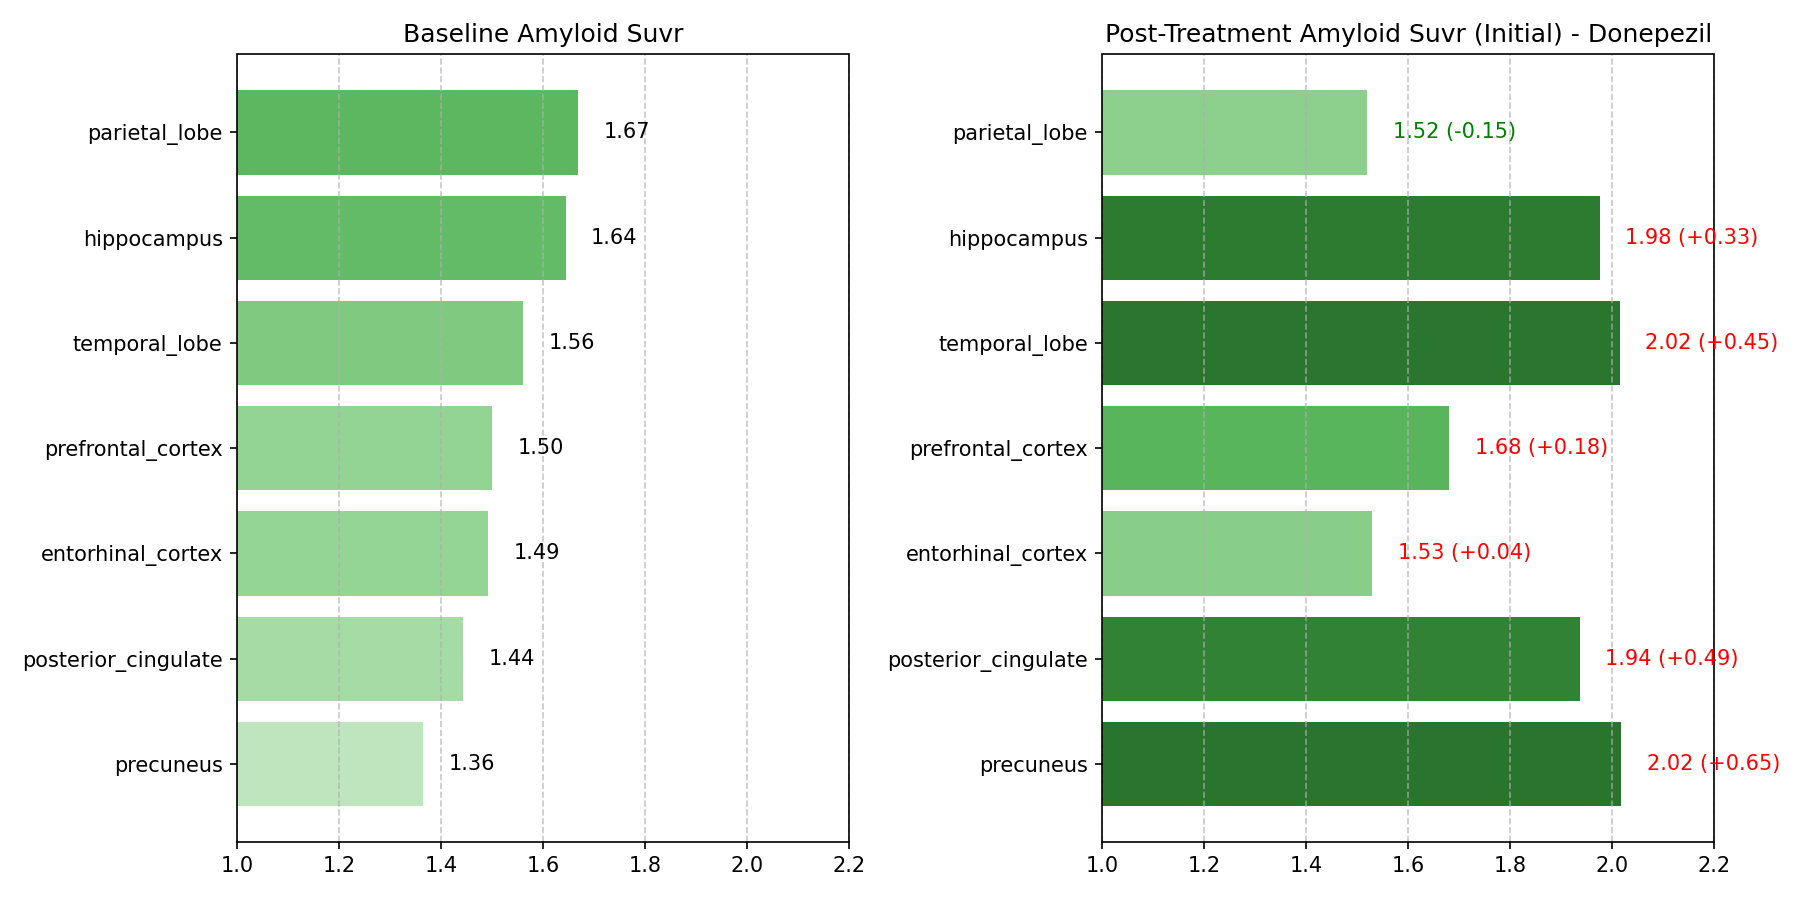 Baseline Amyloid Suvr
parietal_lobe
1.67
hippocampus
1.64
temporal_lobe
1.56
prefrontal_cortex
1.50
entorhinal_cortex
1.49
posterior_cingulate
1.44
precuneus
1.36
1.0 1.2 1.4 1.6 1.8 2.0 2.2
Post-Treatment Amyloid Suvr (Initial) - Donepezil
parietal_lobe
1.52 (-0.15)
hippocampus
1.98 (+0.33)
temporal_lobe
2.02 (+0.45)
prefrontal_cortex
1.68 (+0.18)
entorhinal_cortex
1.53 (+0.04)
posterior_cingulate
1.94 (+0.49)
precuneus
2.02 (+0.65)
1.0 1.2 1.4 1.6 1.8 2.0 2.2